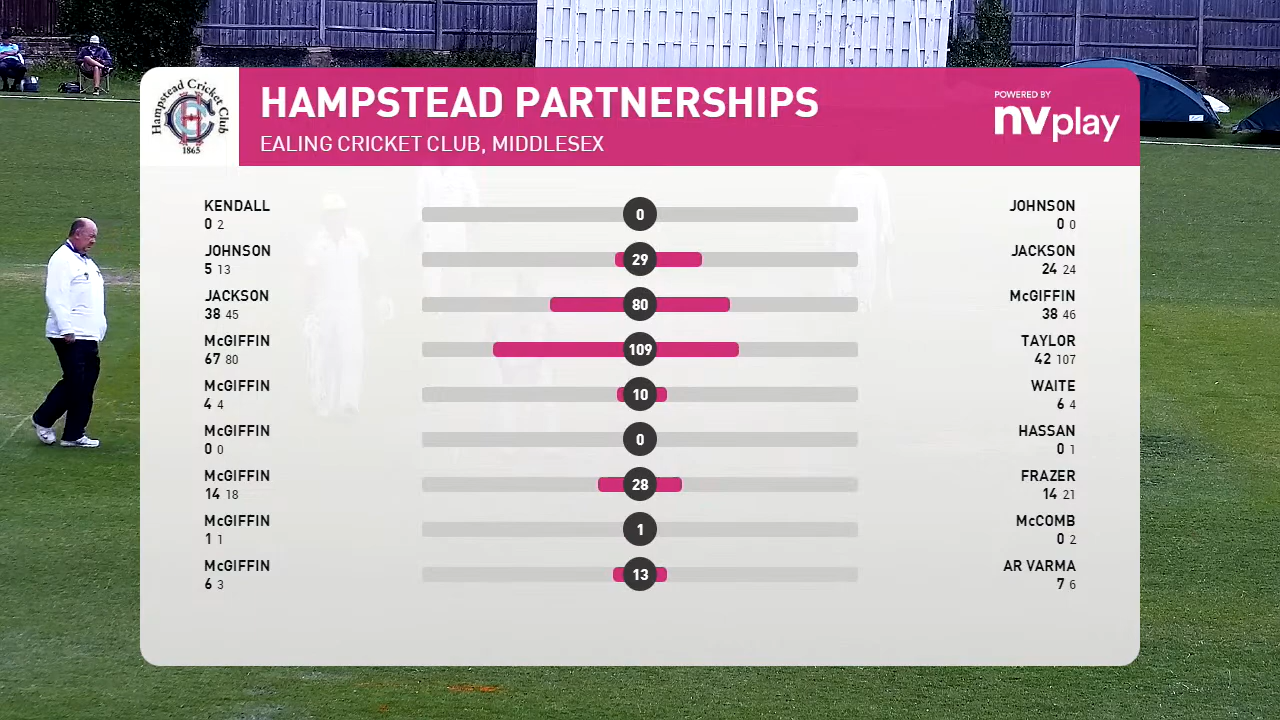 Hampstead Cricket Club
1865
HAMPSTEAD PARTNERSHIPS
EALING CRICKET CLUB, MIDDLESEX
POWERED BY
nvplay
KENDALL 0 JOHNSON
0 2 0 0
JOHNSON 29 JACKSON
5 13 24 24
JACKSON 80 McGIFFIN
38 45 38 46
McGIFFIN 109 TAYLOR
67 80 42 107
McGIFFIN 10 WAITE
4 4 6 4
McGIFFIN 0 HASSAN
0 0 0 1
McGIFFIN 28 FRAZER
14 18 14 21
McGIFFIN 1 McCOMB
1 1 0 2
McGIFFIN 13 AR VARMA
6 3 7 6